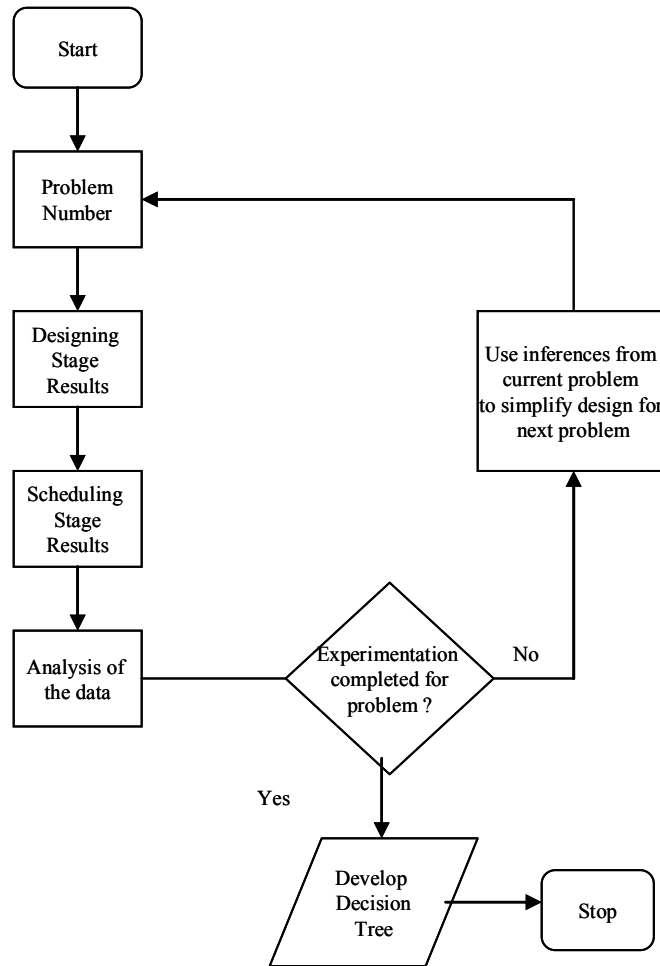 Start
Problem
Number
Designing
Stage
Results
Use inferences from
current problem
to simplify design for
next problem
Scheduling
Stage
Results
Analysis of
the data
Experimentation
completed for
problem ?
No
Yes
Develop
Decision
Tree
Stop